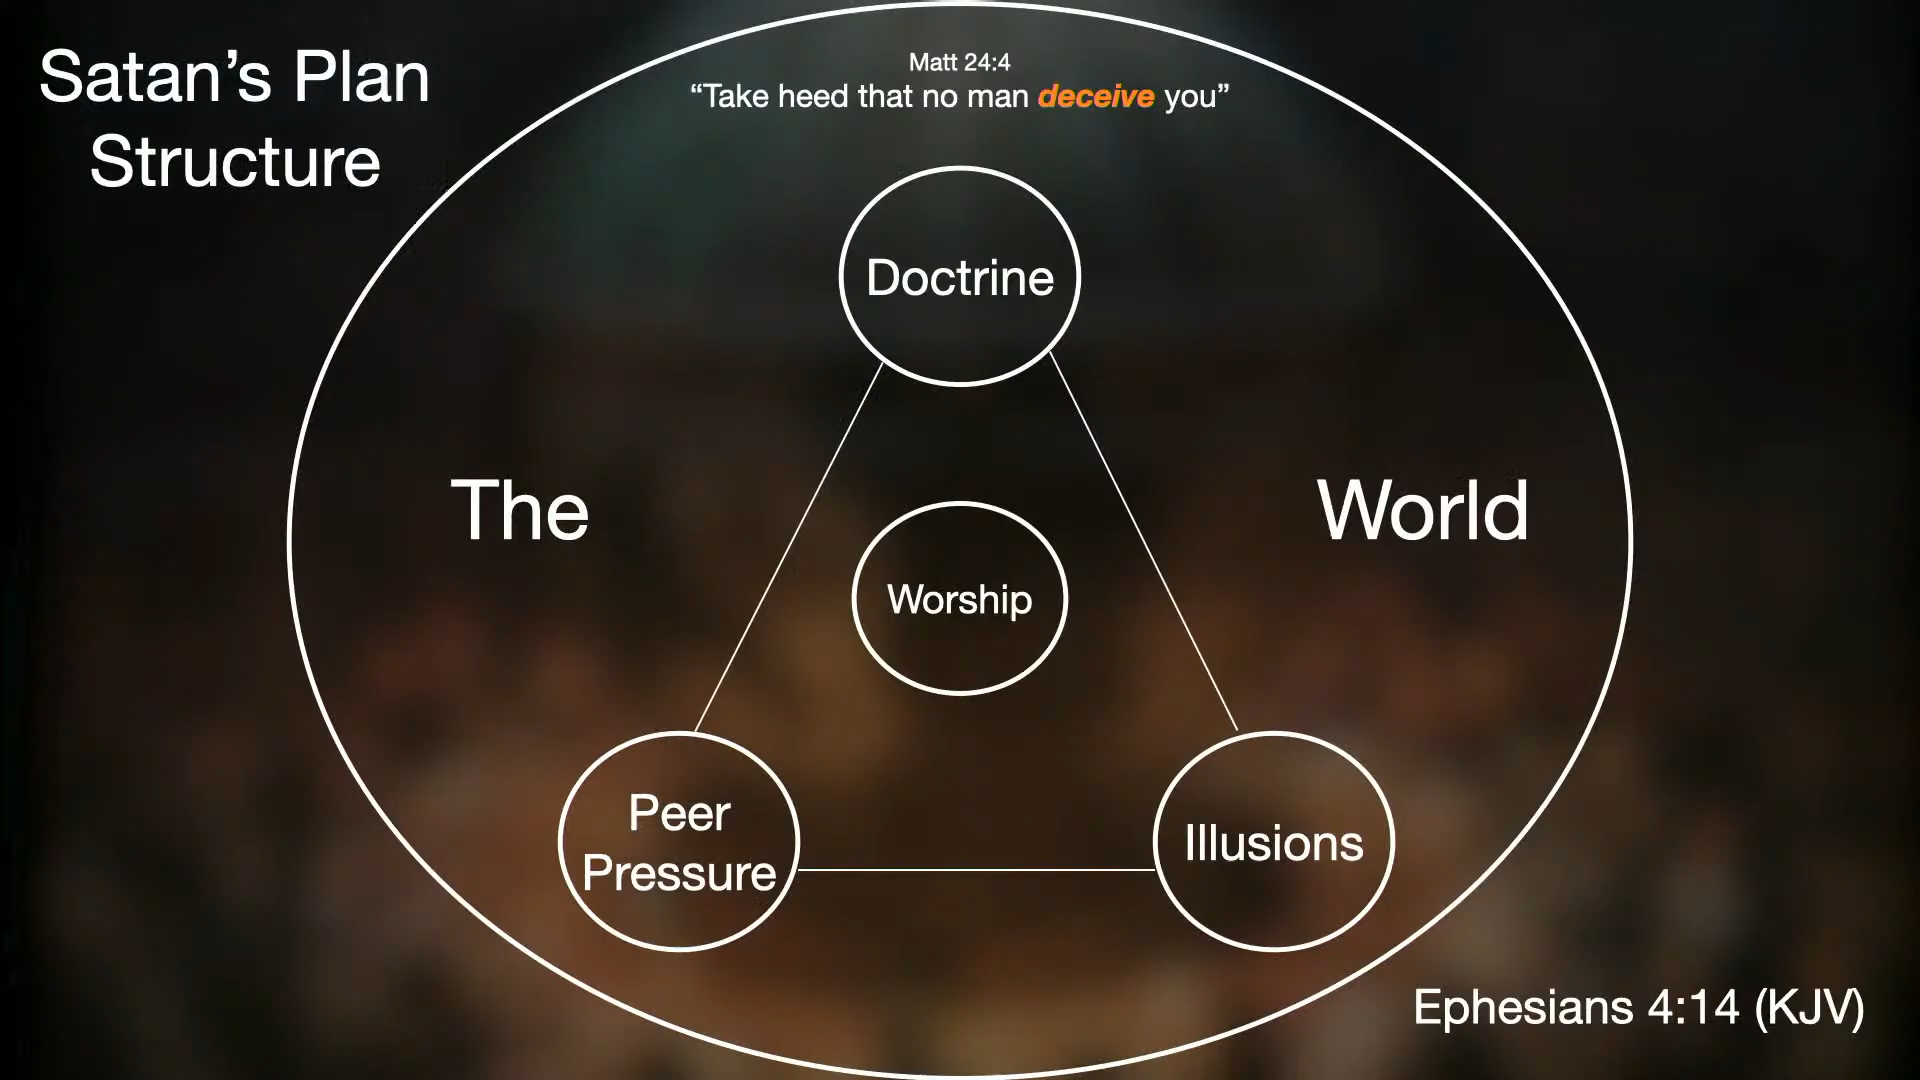 Satan’s Plan
Structure
Matt 24:4
“Take heed that no man deceive you”
Doctrine
The
World
Worship
Peer
Pressure
Illusions
Ephesians 4:14 (KJV)